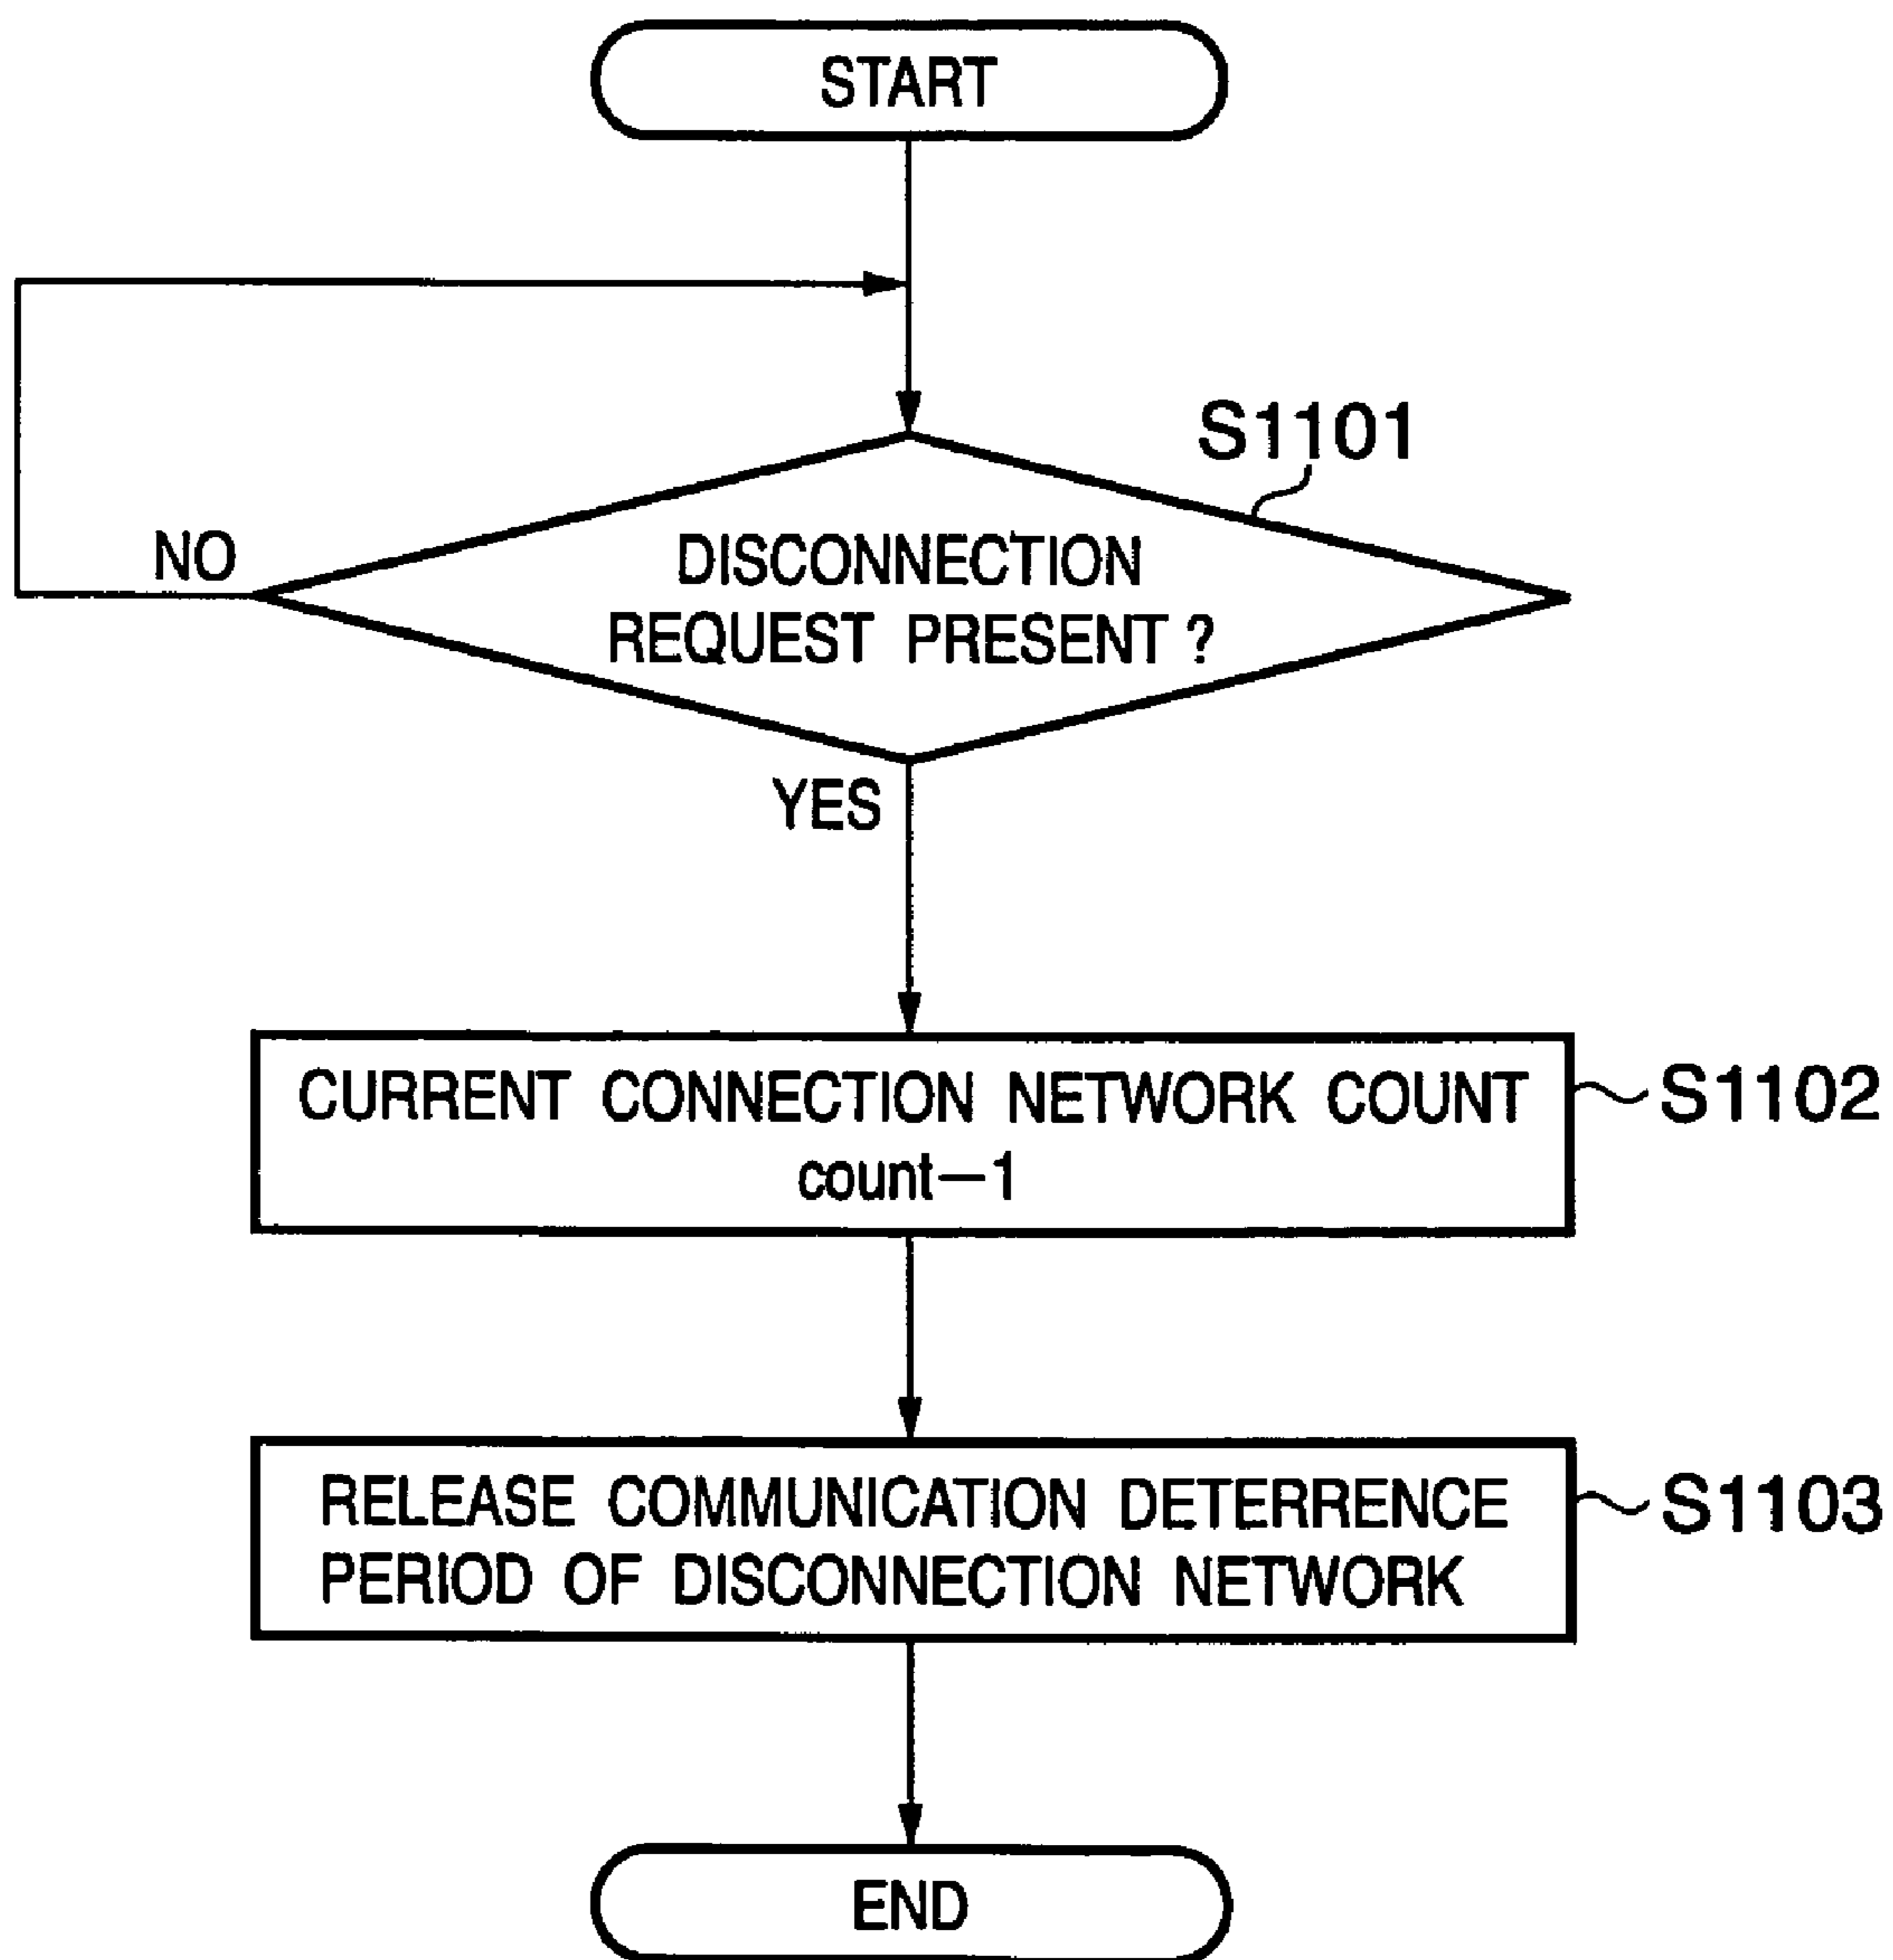 START
S1101
NO
DISCONNECTION
REQUEST PRESENT ?
YES
CURRENT CONNECTION NETWORK COUNT
count—1
S1102
RELEASE COMMUNICATION DETERRENCE
PERIOD OF DISCONNECTION NETWORK
S1103
END